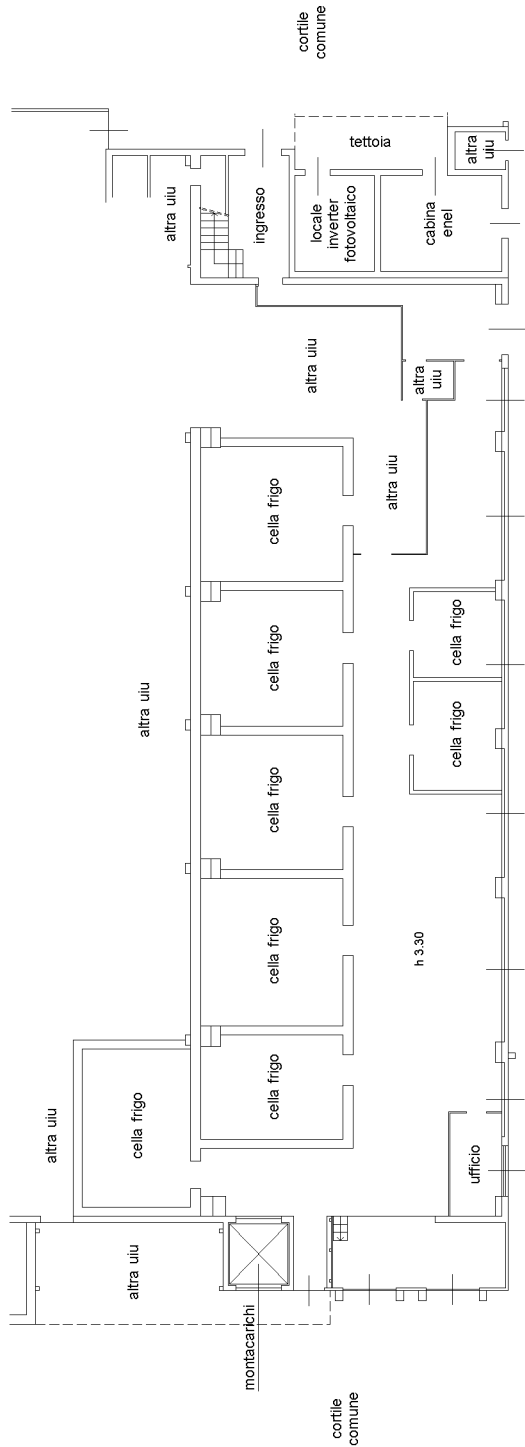 cortile
comune
tettoia
altra
uiu
altra uiu
ingresso
locale
inverter
fotovoltaico
cabina
enel
altra uiu
altra
uiu
altra uiu
cella frigo
cella frigo
cella frigo
cella frigo
altra uiu
cella frigo
cella frigo
cella frigo
h 3.30
cella frigo
altra uiu
cella frigo
ufficio
altra uiu
montacarichi
cortile
comune